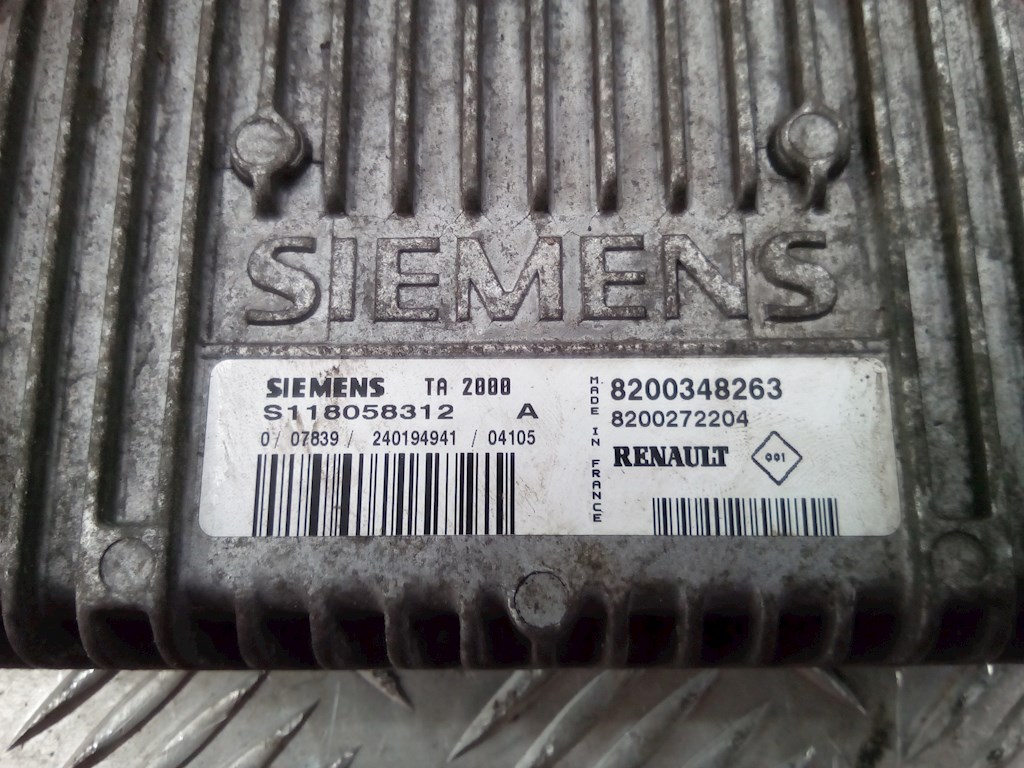 SIEMENS
SIEMENS TA 2000
S118058312 A
0/ 07839 / 240194941 / 04105
MADE IN FRANCE
8200348263
8200272204
RENAULT 001